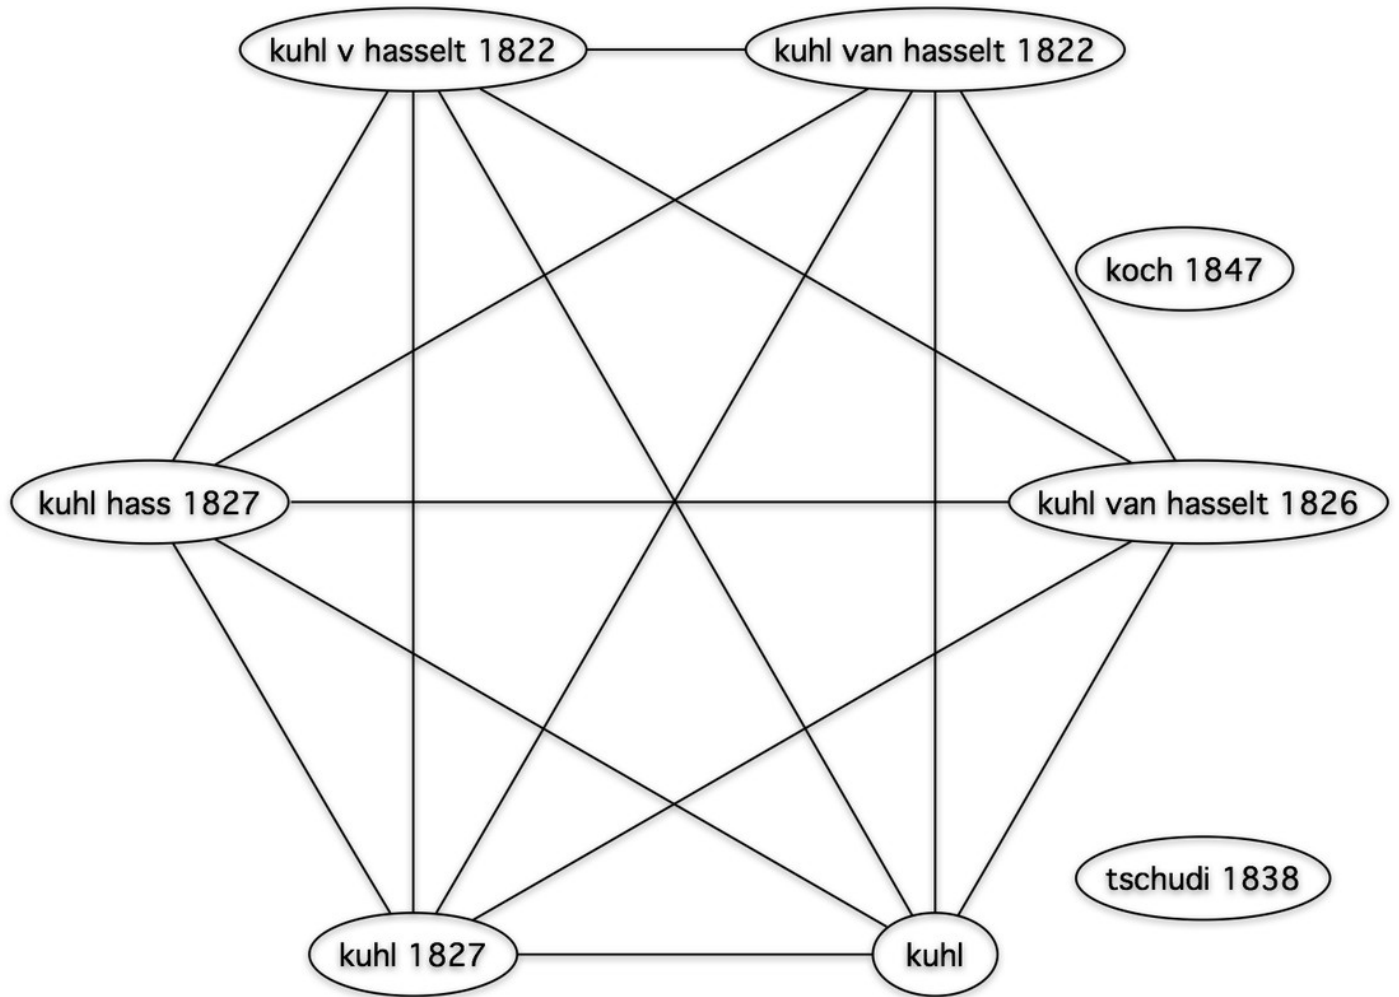 kuhl v hasselt 1822
kuhl van hasselt 1822
koch 1847
kuhl hass 1827
kuhl van hasselt 1826
tschudi 1838
kuhl 1827
kuhl